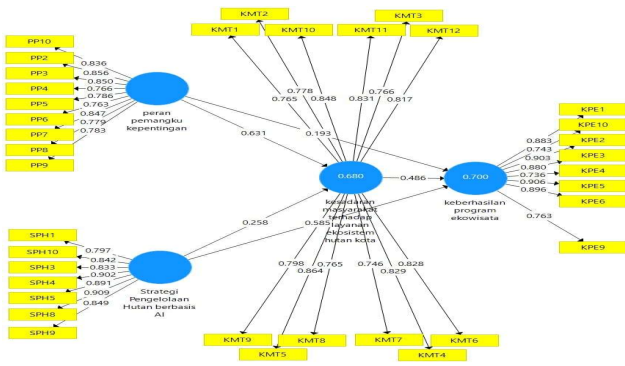 KMT2
KMT3
KMT1
KMT10
KMT11
KMT12
PP10
PP2
PP3
PP4
PP5
PP6
PP7
PP8
PP9
0.836
0.856
0.850
0.766
0.786
0.763
0.847
0.779
0.783
peran
pemangku
kepentingan
0.778
0.765
0.848
0.831
0.766
0.817
0.631
0.193
0.680
0.486
0.700
kesadaran
masyarakat
terhadap
layanan
ekosistem
hutan kota
keberhasilan
program
ekowisata
KPE1
KPE10
KPE2
KPE3
KPE4
KPE5
KPE6
KPE9
0.883
0.743
0.903
0.880
0.736
0.906
0.896
0.763
0.258
0.585
SPH1
SPH10
SPH3
SPH4
SPH5
SPH8
SPH9
0.797
0.842
0.833
0.902
0.891
0.909
0.849
Strategi
Pengelolaan
Hutan berbasis
AI
0.798
0.864
0.765
0.746
0.829
0.828
KMT9
KMT5
KMT8
KMT7
KMT4
KMT6